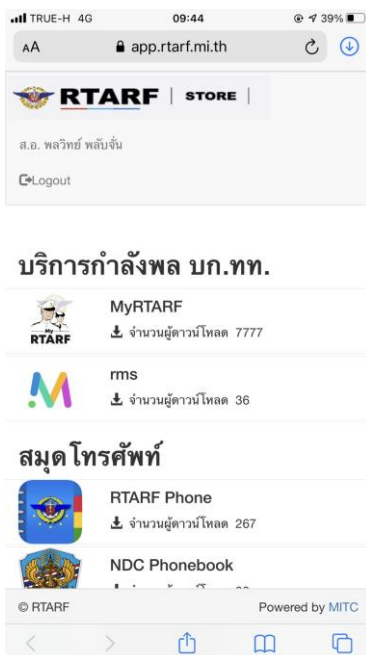 TRUE-H 4G 09:44 39%
AA app.rtarf.mi.th
RTARF | STORE |
ส.อ. พลวิทย์ พลับจั่น
Logout
บริการกำลังพล บก.ทท.
MyRTARF
My
RTARF
จำนวนผู้ดาวน์โหลด 7777
rms
จำนวนผู้ดาวน์โหลด 36
สมุดโทรศัพท์
RTARF Phone
จำนวนผู้ดาวน์โหลด 267
NDC Phonebook
© RTARF Powered by MITC